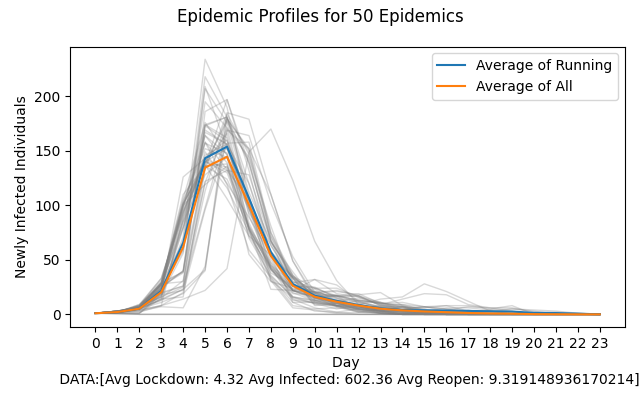 Epidemic Profiles for 50 Epidemics
Average of Running
Average of All
Newly Infected Individuals
200
150
100
50
0
0 1 2 3 4 5 6 7 8 9 10 11 12 13 14 15 16 17 18 19 20 21 22 23
Day
DATA:[Avg Lockdown: 4.32 Avg Infected: 602.36 Avg Reopen: 9.319148936170214]